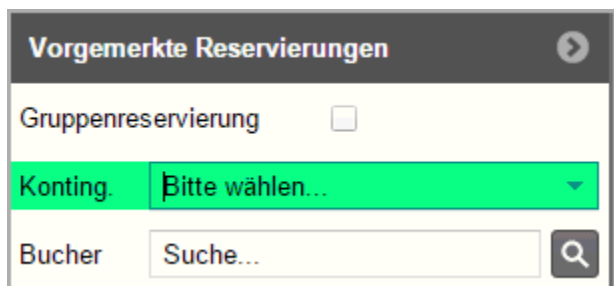 Vorgemerkte Reservierungen
Gruppenreservierung
Konting. Bitte wählen...
Bucher Suche...